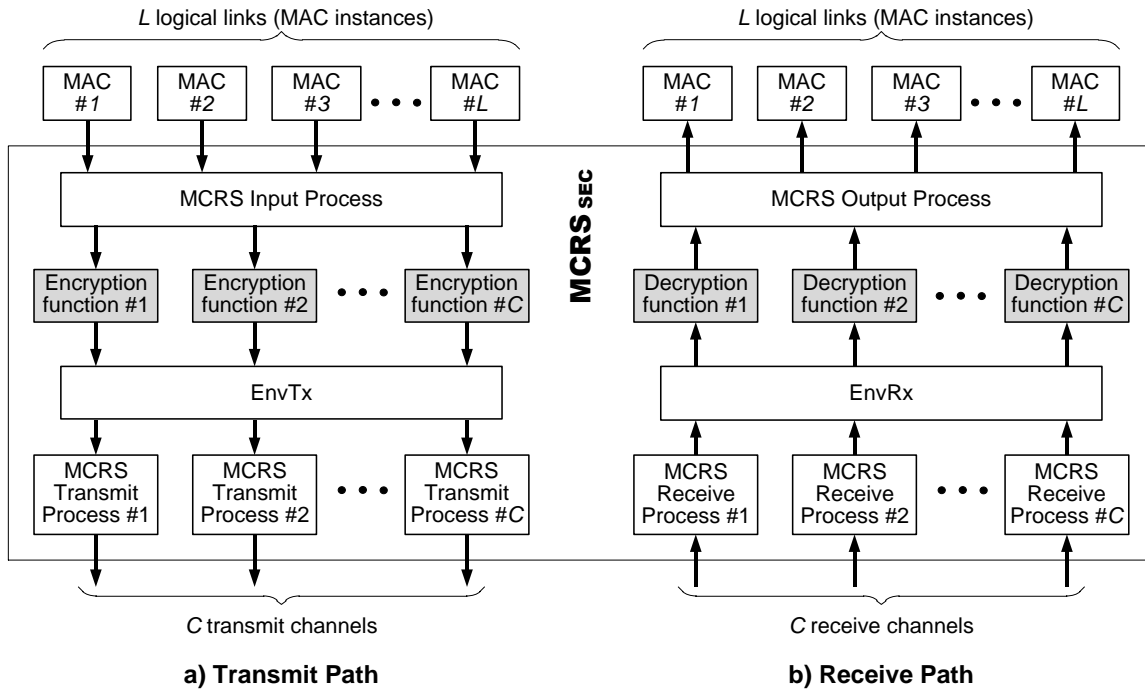 L logical links (MAC instances)
MAC
#1
MAC
#2
MAC
#3
MAC
#L
MCRS Input Process
Encryption
function #1
Encryption
function #2
Encryption
function #C
EnvTx
MCRS
Transmit
Process #1
MCRS
Transmit
Process #2
MCRS
Transmit
Process #C
C transmit channels
a) Transmit Path
MCRS SEC
L logical links (MAC instances)
MAC
#1
MAC
#2
MAC
#3
MAC
#L
MCRS Output Process
Decryption
function #1
Decryption
function #2
Decryption
function #C
EnvRx
MCRS
Receive
Process #1
MCRS
Receive
Process #2
MCRS
Receive
Process #C
C receive channels
b) Receive Path